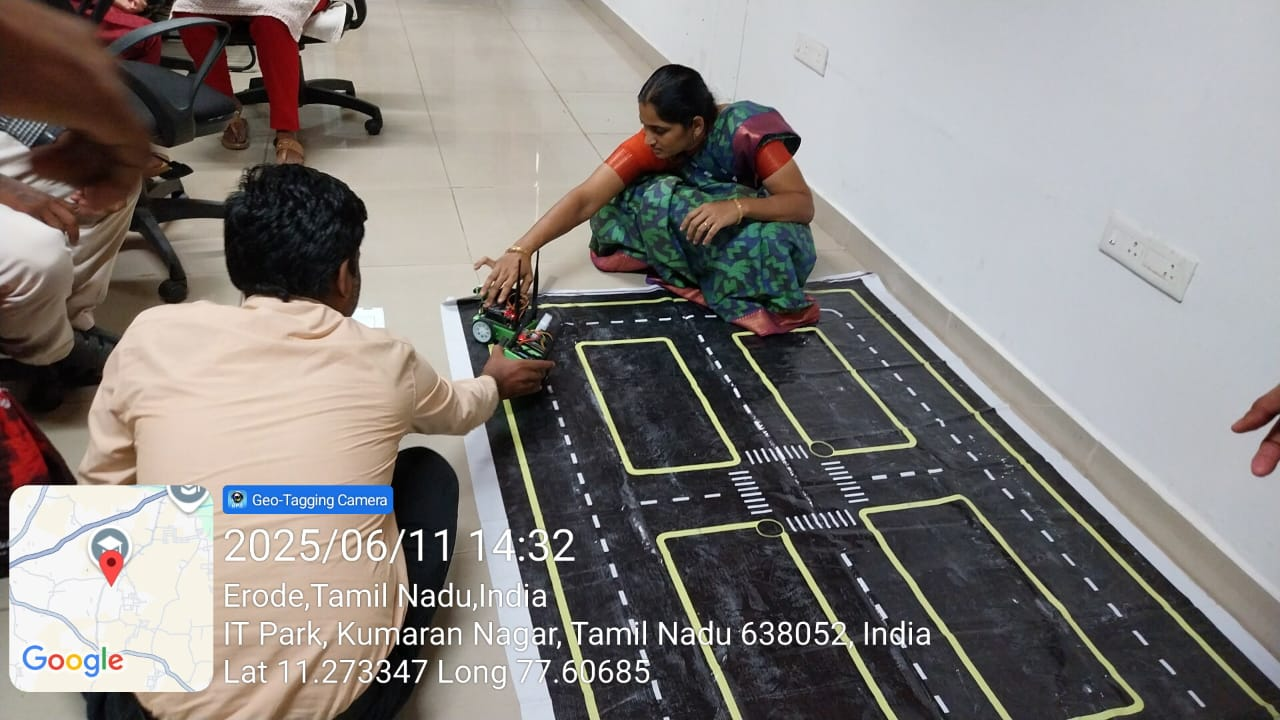 Geo-Tagging Camera
2025/06/11 14:32
Erode,Tamil Nadu,India
IT Park, Kumaran Nagar, Tamil Nadu 638052, India
Lat 11.273347 Long 77.60685
Google